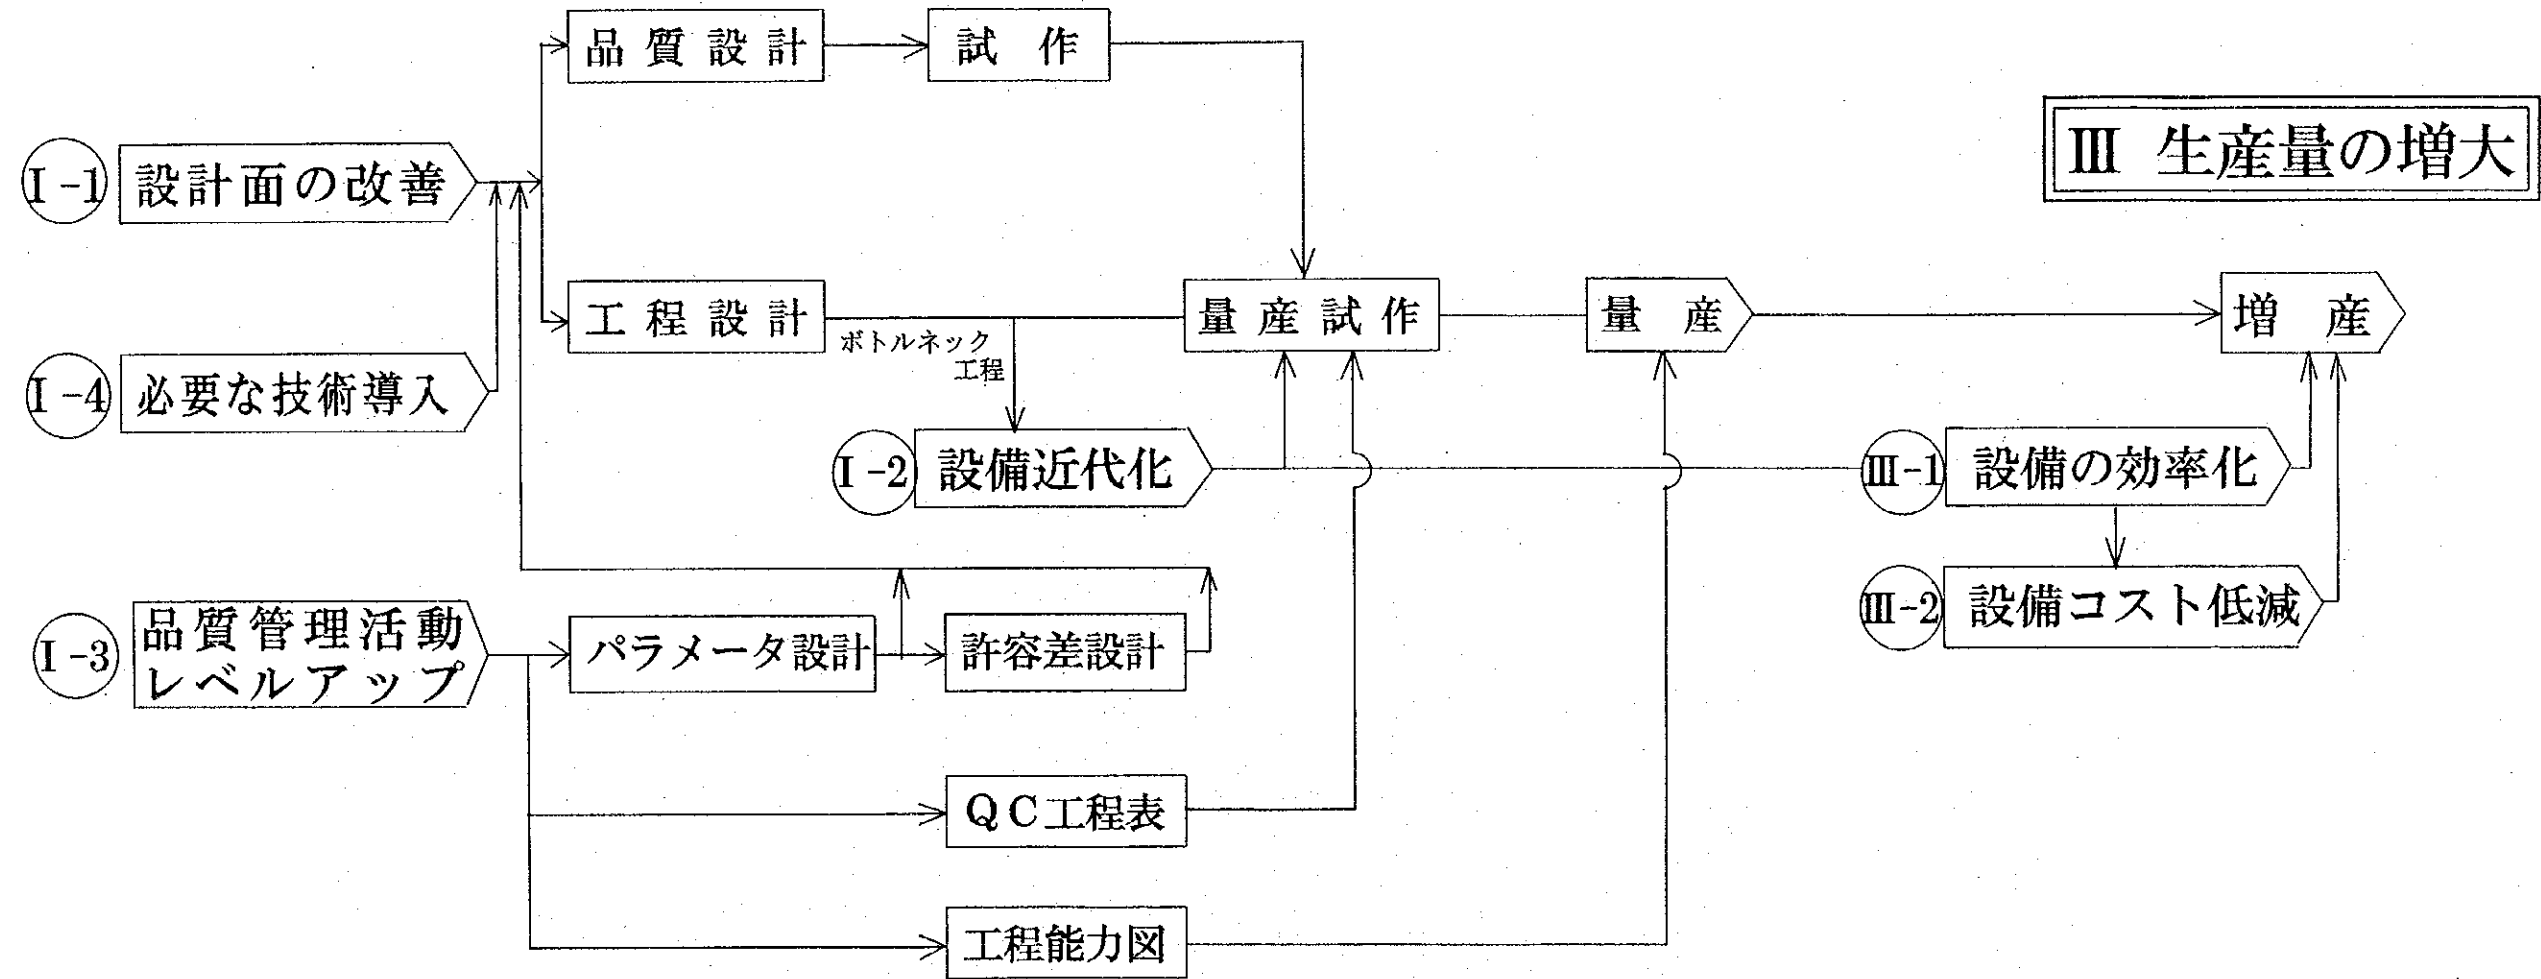 品質設計
試作
Ⅲ 生産量の増大
Ⅰ-1 設計面の改善
工程設計
量産試作
量産
増産
ボトルネック
工程
Ⅰ-4 必要な技術導入
Ⅰ-2 設備近代化
Ⅲ-1 設備の効率化
Ⅲ-2 設備コスト低減
Ⅰ-3 品質管理活動
レベルアップ
パラメータ設計
許容差設計
QC工程表
工程能力図